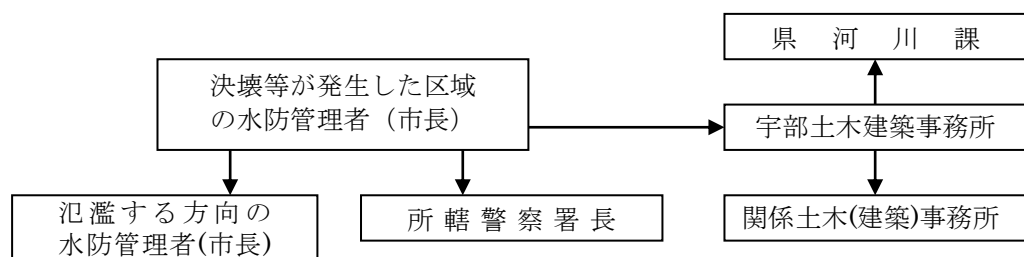 県河川課
決壊等が発生した区域
の水防管理者（市長）
宇部土木建築事務所
氾濫する方向の
水防管理者(市長)
所轄警察署長
関係土木(建築)事務所